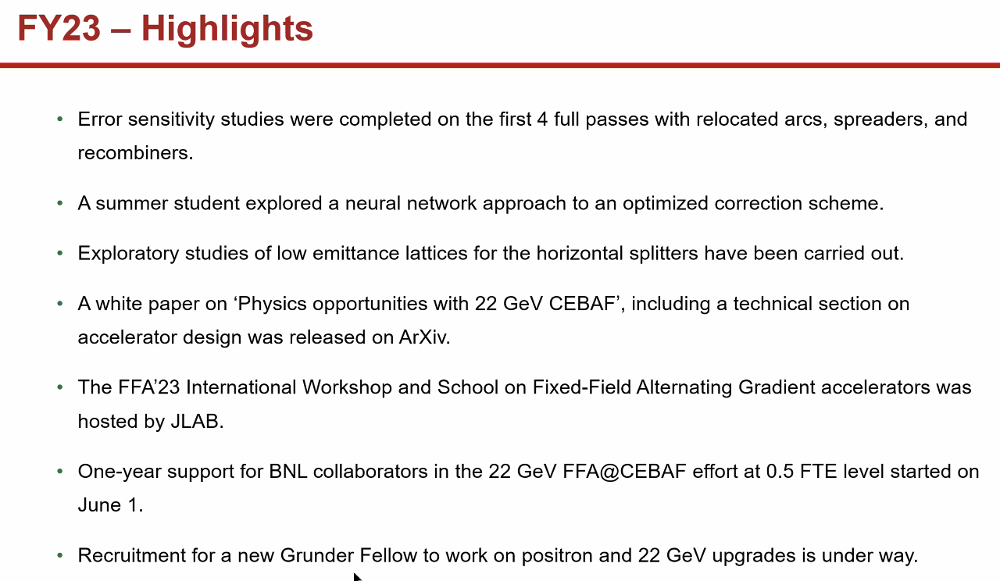 FY23 – Highlights
• Error sensitivity studies were completed on the first 4 full passes with relocated arcs, spreaders, and
recombiners.
• A summer student explored a neural network approach to an optimized correction scheme.
• Exploratory studies of low emittance lattices for the horizontal splitters have been carried out.
• A white paper on ‘Physics opportunities with 22 GeV CEBAF’, including a technical section on
accelerator design was released on ArXiv.
• The FFA’23 International Workshop and School on Fixed-Field Alternating Gradient accelerators was
hosted by JLAB.
• One-year support for BNL collaborators in the 22 GeV FFA@CEBAF effort at 0.5 FTE level started on
June 1.
• Recruitment for a new Grunder Fellow to work on positron and 22 GeV upgrades is under way.